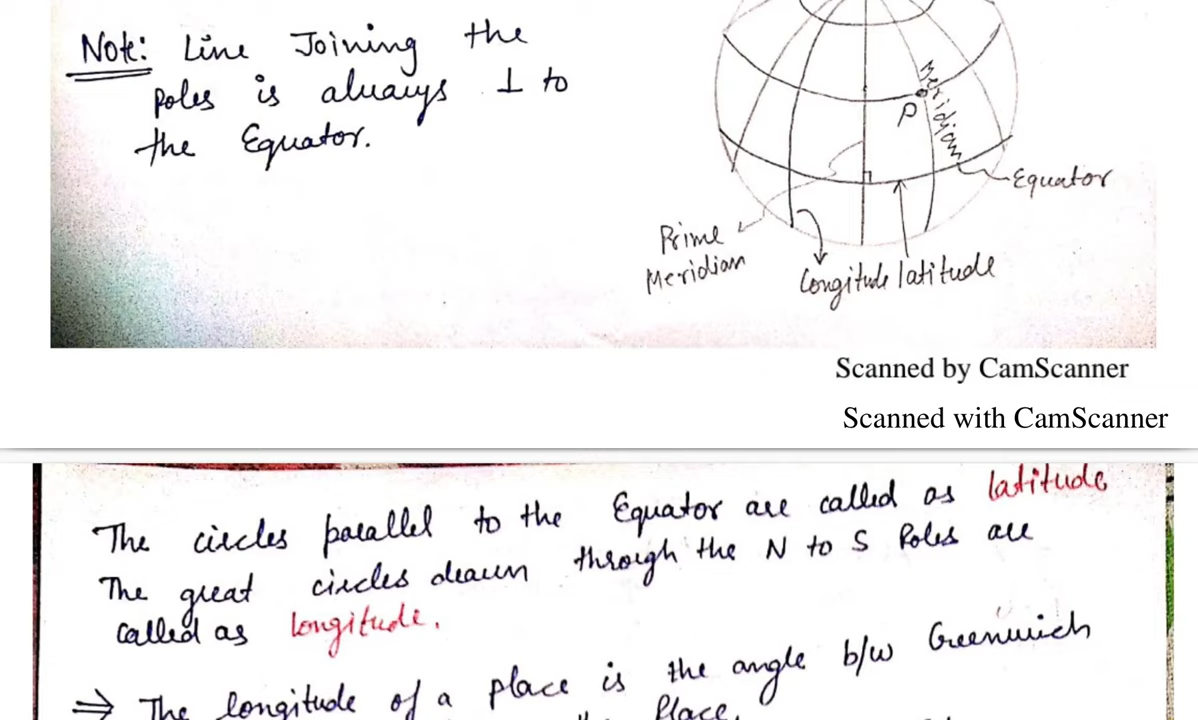 Note: Line Joining the
poles is always ⊥ to
the Equator.
Meridian
P
Equator
Prime
Meridian
Longitude latitude
Scanned by CamScanner
Scanned with CamScanner
The circles parallel to the Equator are called as latitude
The great circles drawn through the N to S Poles are
called as longitude.
⇒ The longitude of a place is the angle b/w Greenwich
Place.